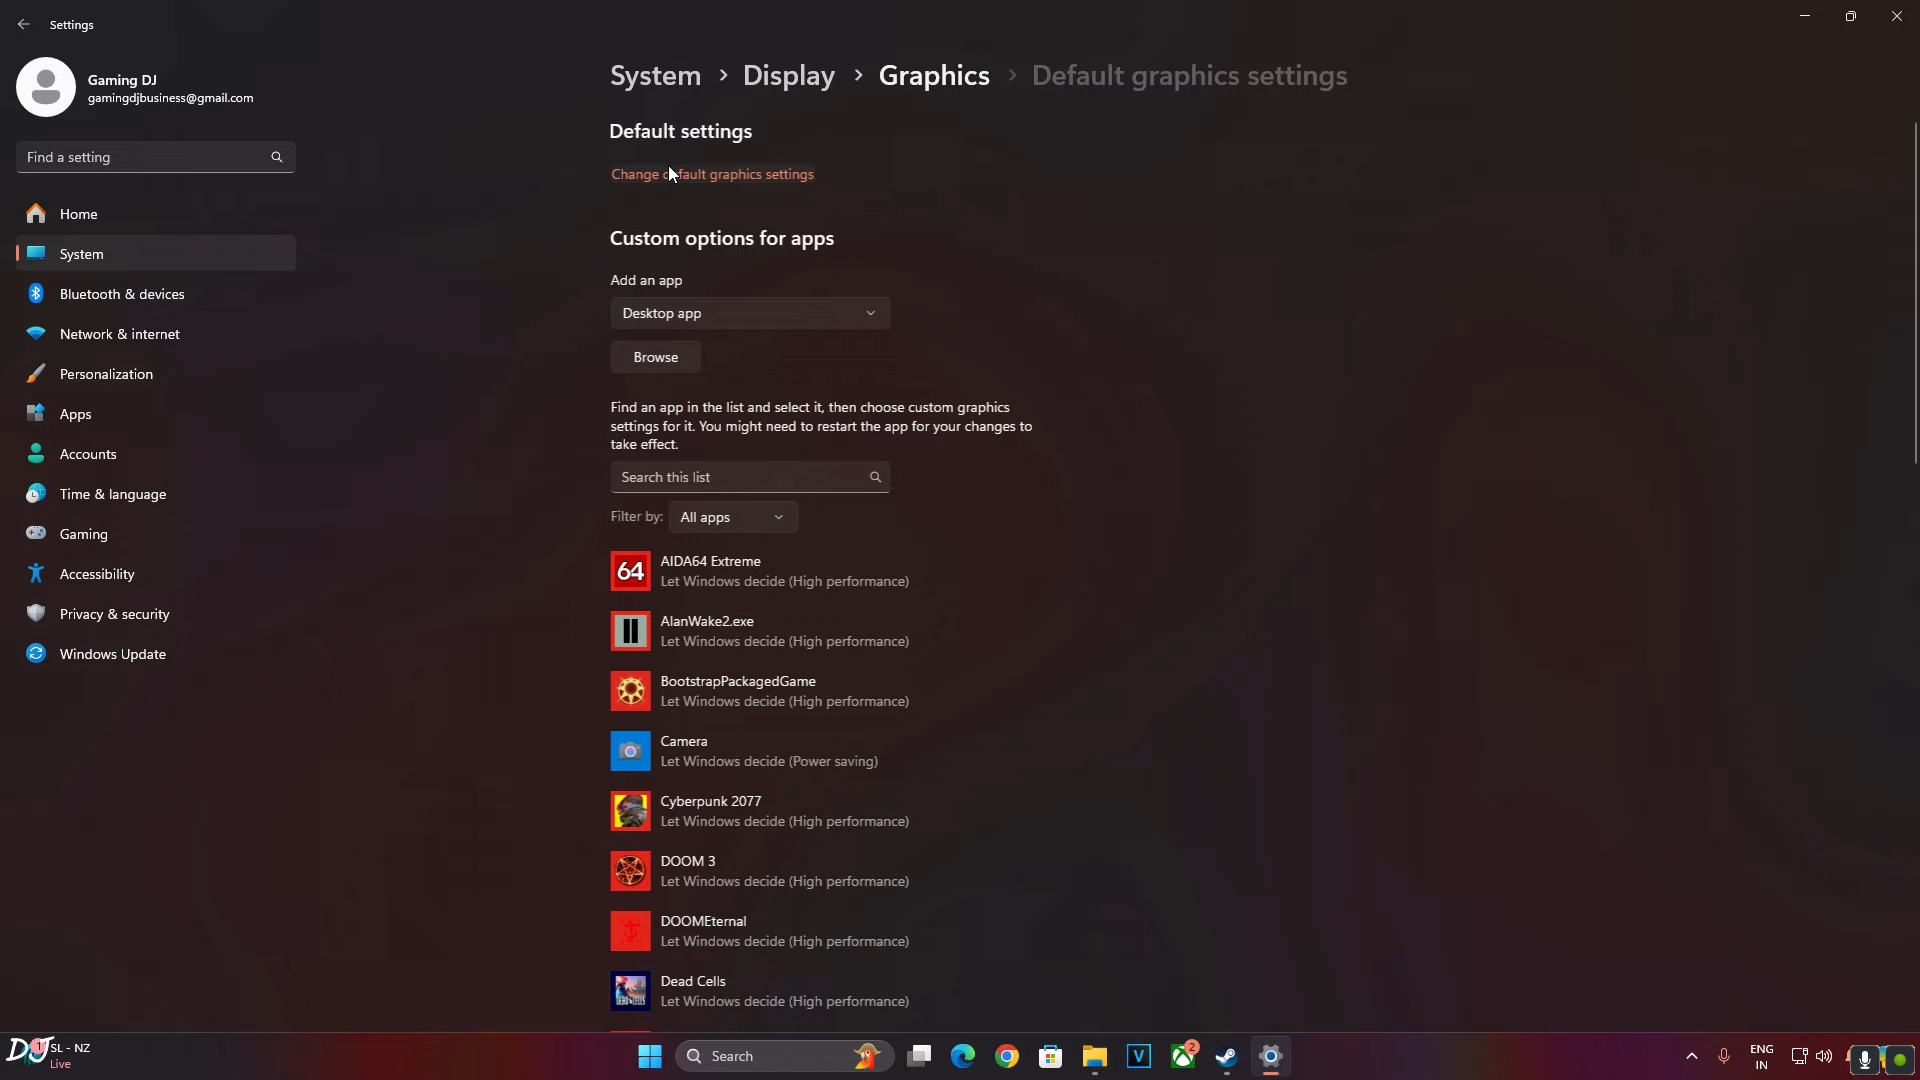 Settings
Gaming DJ
gamingdjbusiness@gmail.com
Find a setting
Home
System
Bluetooth & devices
Network & internet
Personalization
Apps
Accounts
Time & language
Gaming
Accessibility
Privacy & security
Windows Update
System > Display > Graphics > Default graphics settings
Default settings
Change default graphics settings
Custom options for apps
Add an app
Desktop app
Browse
Find an app in the list and select it, then choose custom graphics
settings for it. You might need to restart the app for your changes to
take effect.
Search this list
Filter by: All apps
64
AIDA64 Extreme
Let Windows decide (High performance)
AlanWake2.exe
Let Windows decide (High performance)
BootstrapPackagedGame
Let Windows decide (High performance)
Camera
Let Windows decide (Power saving)
Cyberpunk 2077
Let Windows decide (High performance)
DOOM 3
Let Windows decide (High performance)
DOOMEternal
Let Windows decide (High performance)
Dead Cells
Let Windows decide (High performance)
DJ
1
SL - NZ
Live
Search
V
2
ENG
IN